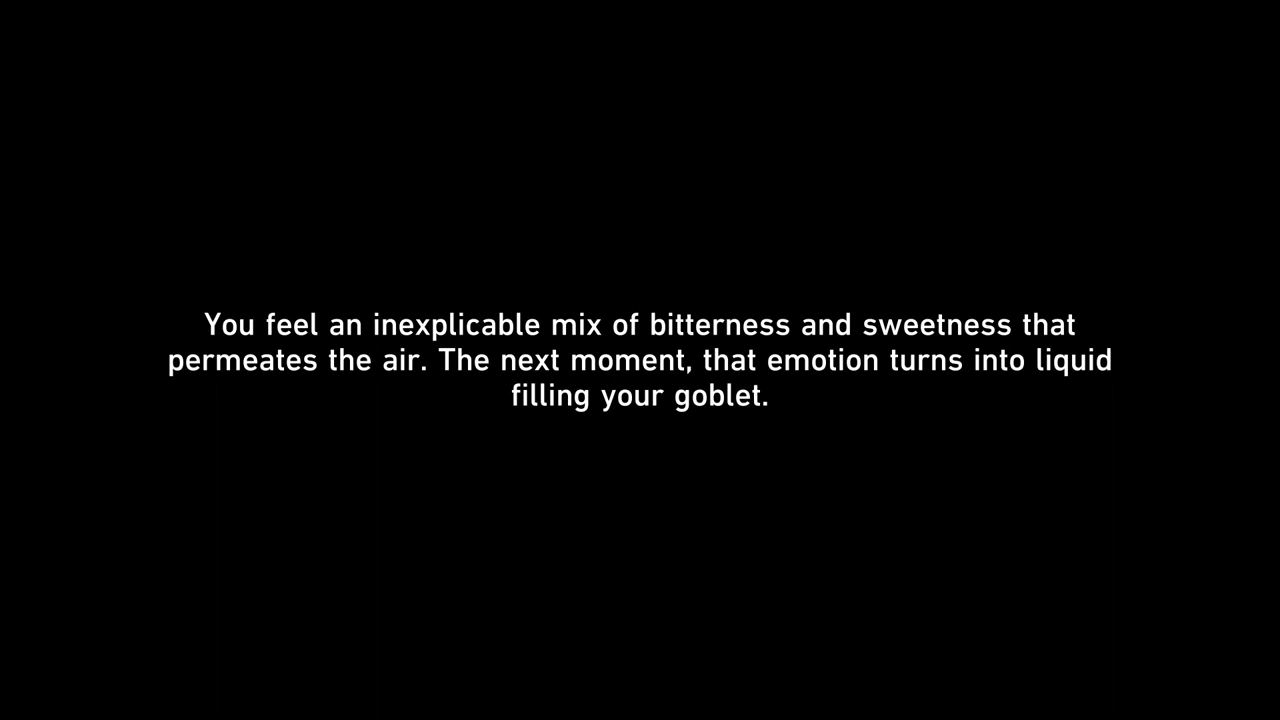 You feel an inexplicable mix of bitterness and sweetness that
permeates the air. The next moment, that emotion turns into liquid
filling your goblet.